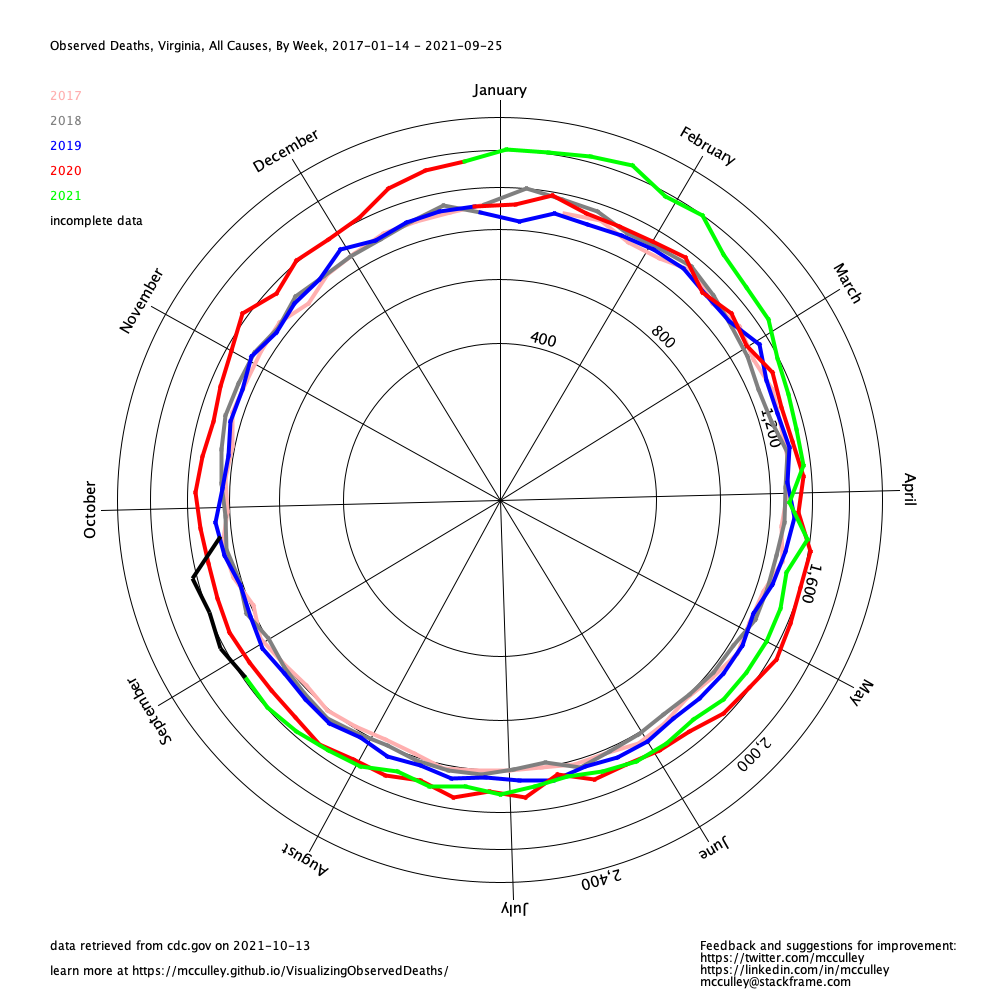 Observed Deaths, Virginia, All Causes, By Week, 2017-01-14 - 2021-09-25
2017
2018
2019
2020
2021
incomplete data
January
February
March
April
May
June
July
August
September
October
November
December
400
800
1,200
1,600
2,000
2,400
data retrieved from cdc.gov on 2021-10-13
learn more at https://mcculley.github.io/VisualizingObservedDeaths/
Feedback and suggestions for improvement:
https://twitter.com/mcculley
https://linkedin.com/in/mcculley
mcculley@stackframe.com